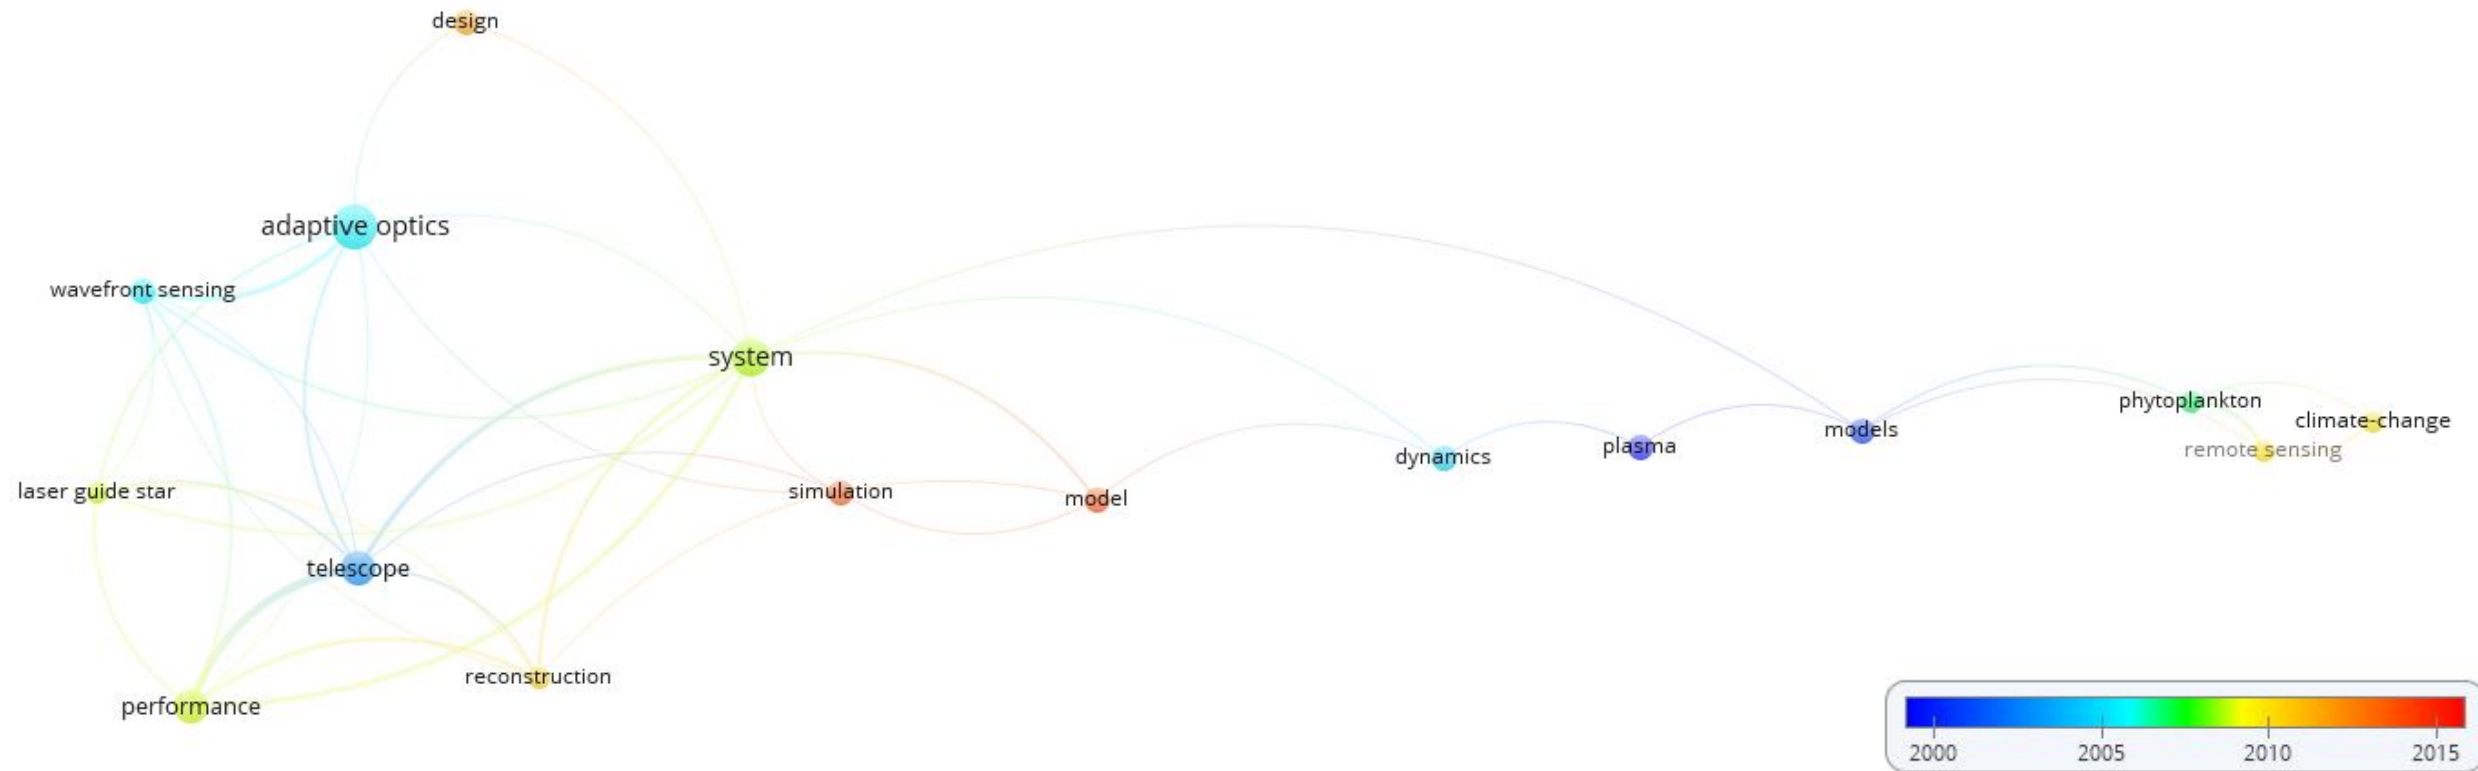 design
adaptive optics
wavefront sensing
system
phytoplankton
climate-change
models
plasma
remote sensing
dynamics
laser guide star
simulation
model
telescope
reconstruction
performance
2000 2005 2010 2015